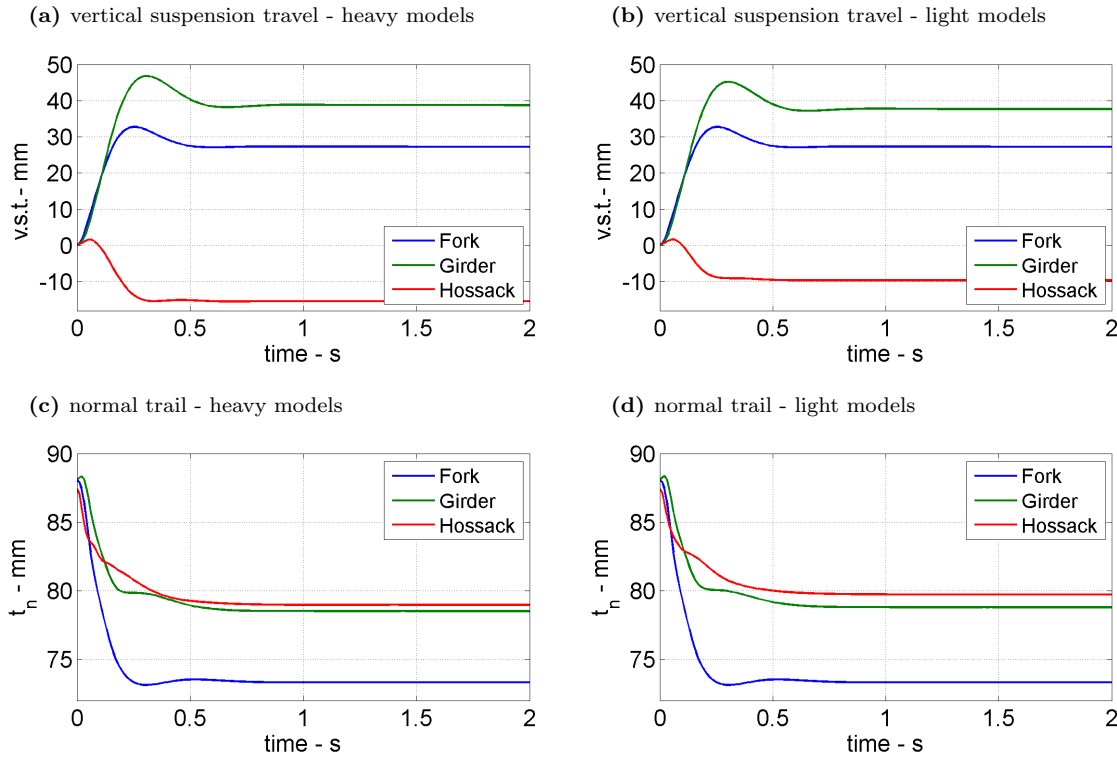 (a) vertical suspension travel - heavy models
50
40
30
20
10
0
-10
v.s.t.- mm
Fork
Girder
Hossack
0 0.5 1 1.5 2
time - s
(b) vertical suspension travel - light models
50
40
30
20
10
0
-10
v.s.t.- mm
Fork
Girder
Hossack
0 0.5 1 1.5 2
time - s
(c) normal trail - heavy models
90
85
80
75
t_n - mm
Fork
Girder
Hossack
0 0.5 1 1.5 2
time - s
(d) normal trail - light models
90
85
80
75
t_n - mm
Fork
Girder
Hossack
0 0.5 1 1.5 2
time - s